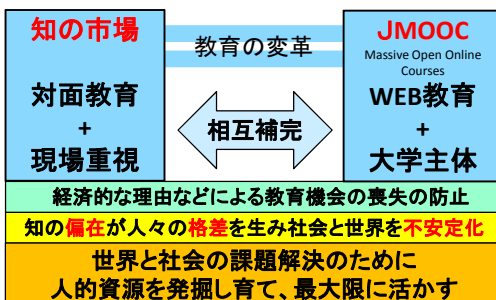 知の市場
対面教育
+
現場重視
教育の変革
相互補完
JMOOC
Massive Open Online
Courses
WEB教育
+
大学主体
経済的な理由などによる教育機会の喪失の防止
知の偏在が人々の格差を生み社会と世界を不安定化
世界と社会の課題解決のために
人的資源を発掘し育て、最大限に活かす